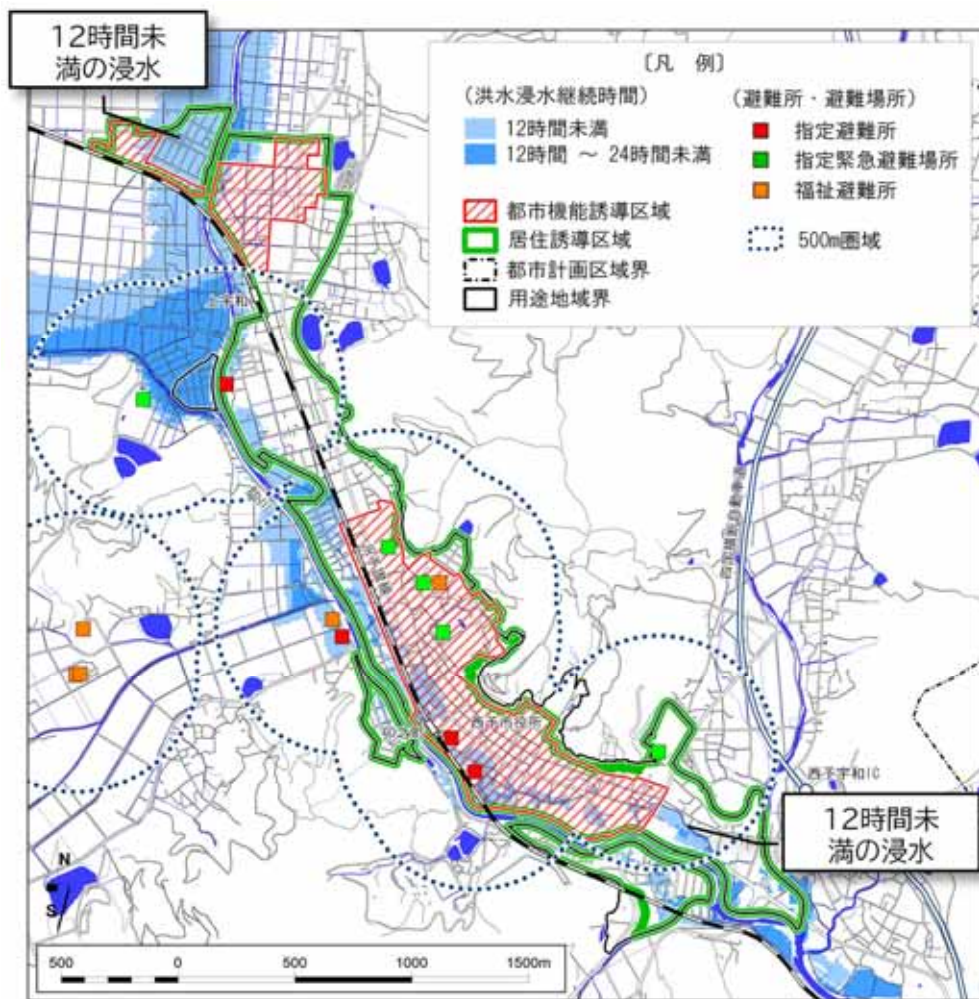 12時間未
満の浸水
〔凡 例〕
(洪水浸水継続時間)
12時間未満
12時間 ～ 24時間未満
都市機能誘導区域
居住誘導区域
都市計画区域界
用途地域界
(避難所・避難場所)
指定避難所
指定緊急避難場所
福祉避難所
500m圏域
上宇和
西予市役所
卯之町
西予宇和IC
12時間未
満の浸水
N
S
500 0 500 1000 1500m